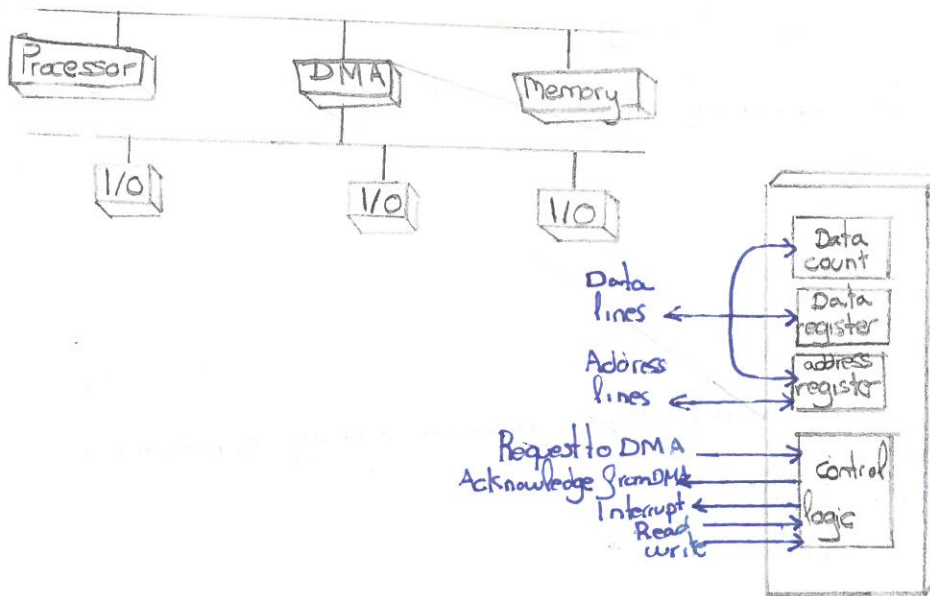 Processor
DMA
Memory
I/O
I/O
I/O
Data
count
Data
lines
Data
register
Address
lines
address
register
Request to DMA
Acknowledge from DMA
Interrupt
Read
write
control
logic